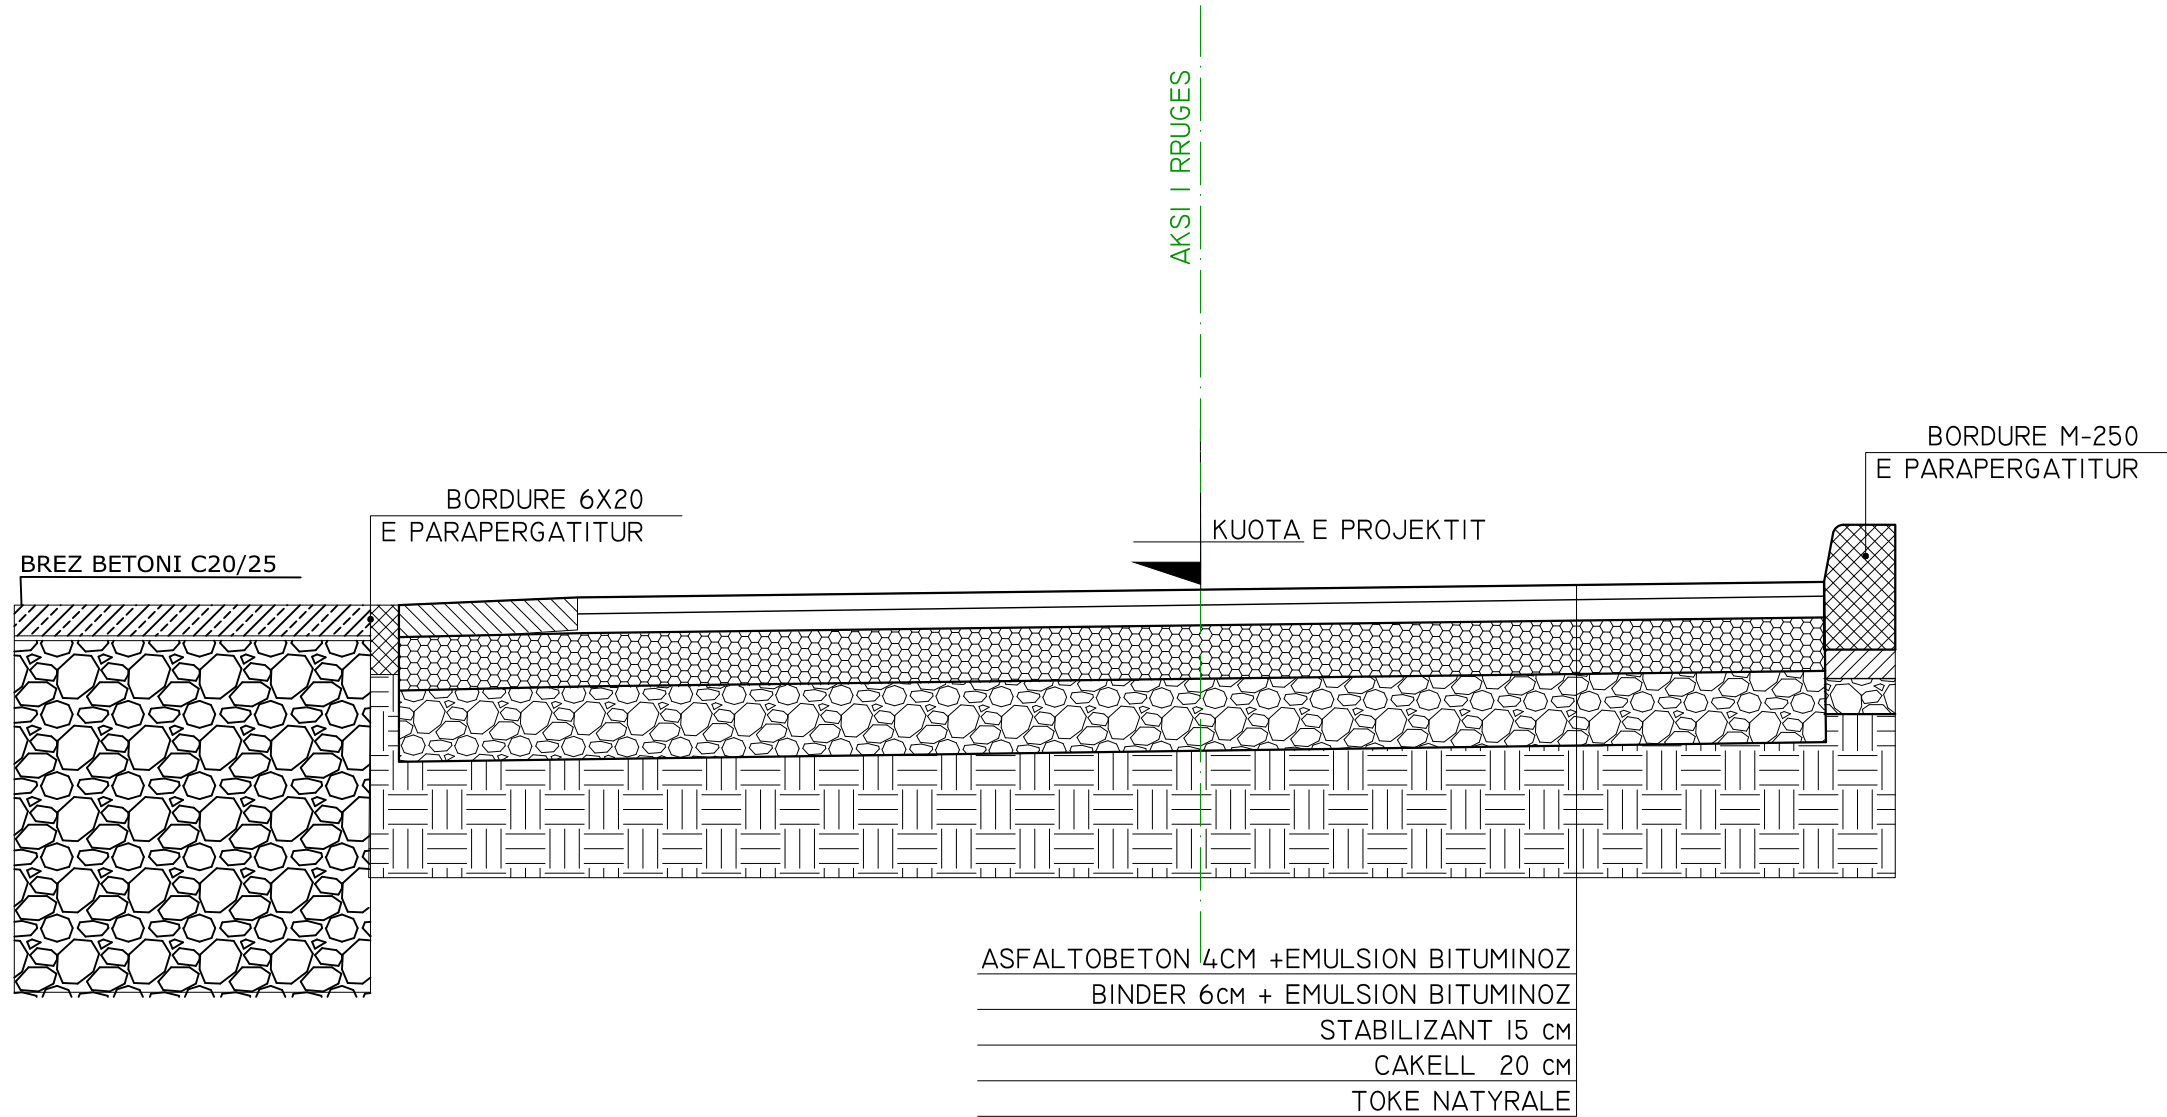 AKSI I RRUGES
BORDURE M-250
E PARAPERGATITUR
BORDURE 6X20
E PARAPERGATITUR
KUOTA E PROJEKTIT
BREZ BETONI C20/25
ASFALTOBETON 4CM +EMULSION BITUMINOZ
BINDER 6CM + EMULSION BITUMINOZ
STABILIZANT 15 CM
CAKELL 20 CM
TOKE NATYRALE